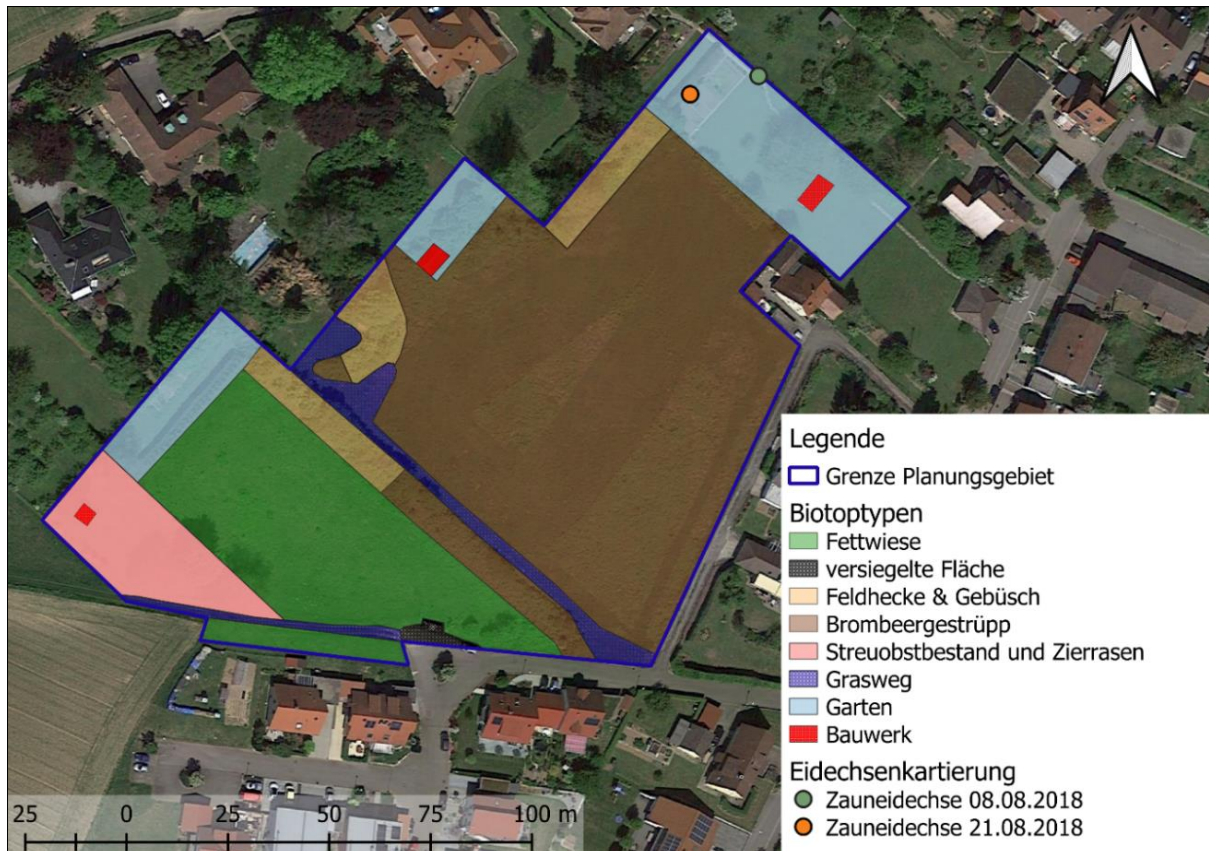 Legende
Grenze Planungsgebiet
Biotoptypen
Fettwiese
versiegelte Fläche
Feldhecke & Gebüsch
Brombeergestrüpp
Streuobstbestand und Zierrasen
Grasweg
Garten
Bauwerk
Eidechsenkartierung
Zauneidechse 08.08.2018
Zauneidechse 21.08.2018
25 0 25 50 75 100 m